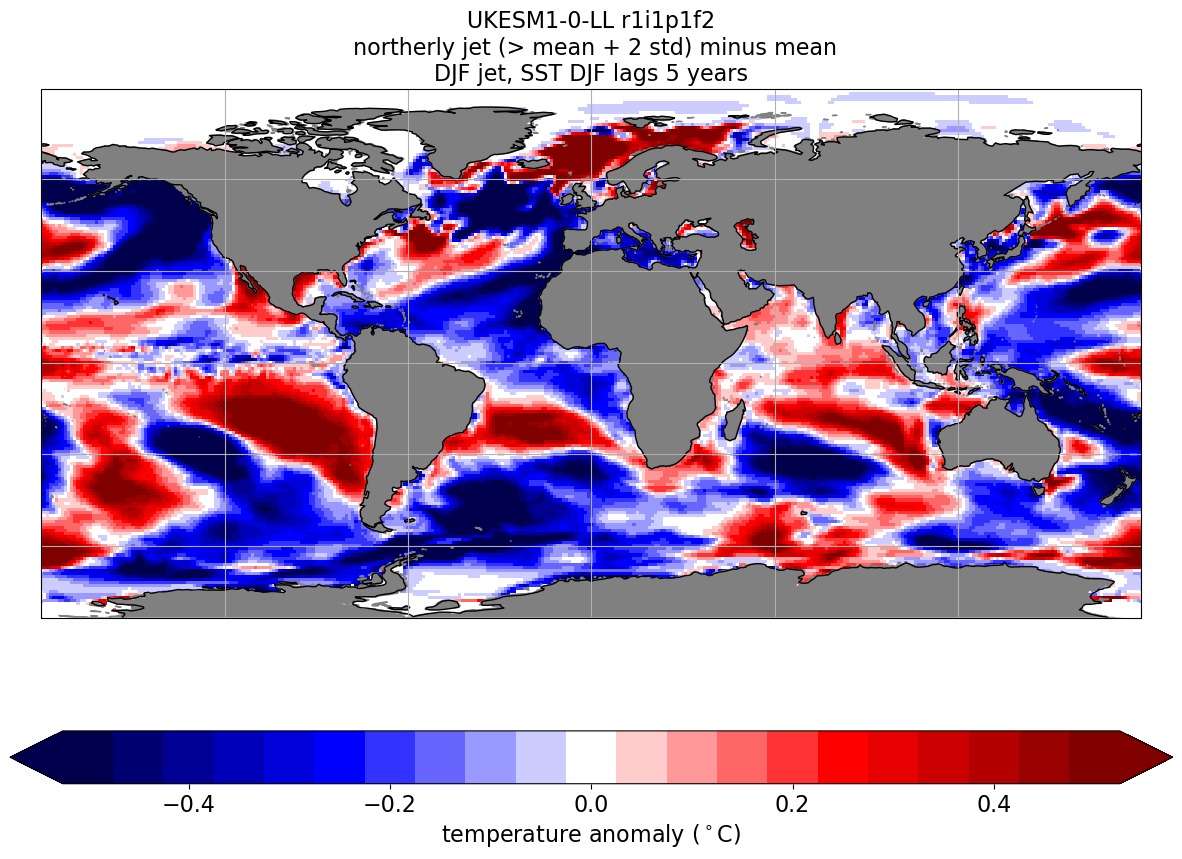 UKESM1-0-LL r1i1p1f2
northerly jet (> mean + 2 std) minus mean
DJF jet, SST DJF lags 5 years
−0.4 −0.2 0.0 0.2 0.4
temperature anomaly (°C)